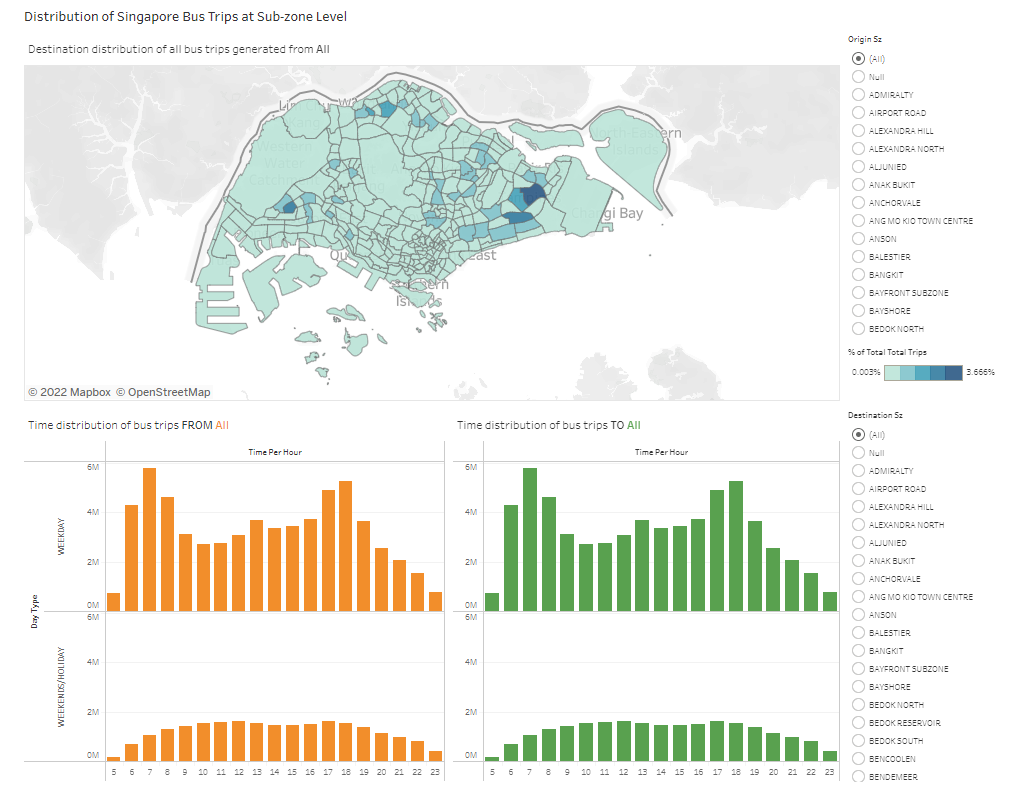 Distribution of Singapore Bus Trips at Sub-zone Level
Destination distribution of all bus trips generated from All
gi Bay
East
© 2022 Mapbox © OpenStreetMap
Origin Sz
(All)
Null
ADMIRALTY
AIRPORT ROAD
ALEXANDRA HILL
ALEXANDRA NORTH
ALJUNIED
ANAK BUKIT
ANCHORVALE
ANG MO KIO TOWN CENTRE
ANSON
BALESTIER
BANGKIT
BAYFRONT SUBZONE
BAYSHORE
BEDOK NORTH
% of Total Total Trips
0.003% 3.666%
Time distribution of bus trips FROM All
Time Per Hour
Day Type
WEEKDAY
6M
4M
2M
0M
WEEKENDS/HOLIDAY
6M
4M
2M
0M
5 6 7 8 9 10 11 12 13 14 15 16 17 18 19 20 21 22 23
Time distribution of bus trips TO All
Time Per Hour
6M
4M
2M
0M
6M
4M
2M
0M
5 6 7 8 9 10 11 12 13 14 15 16 17 18 19 20 21 22 23
Destination Sz
(All)
Null
ADMIRALTY
AIRPORT ROAD
ALEXANDRA HILL
ALEXANDRA NORTH
ALJUNIED
ANAK BUKIT
ANCHORVALE
ANG MO KIO TOWN CENTRE
ANSON
BALESTIER
BANGKIT
BAYFRONT SUBZONE
BAYSHORE
BEDOK NORTH
BEDOK RESERVOIR
BEDOK SOUTH
BENCOOLEN
BENDEMEER